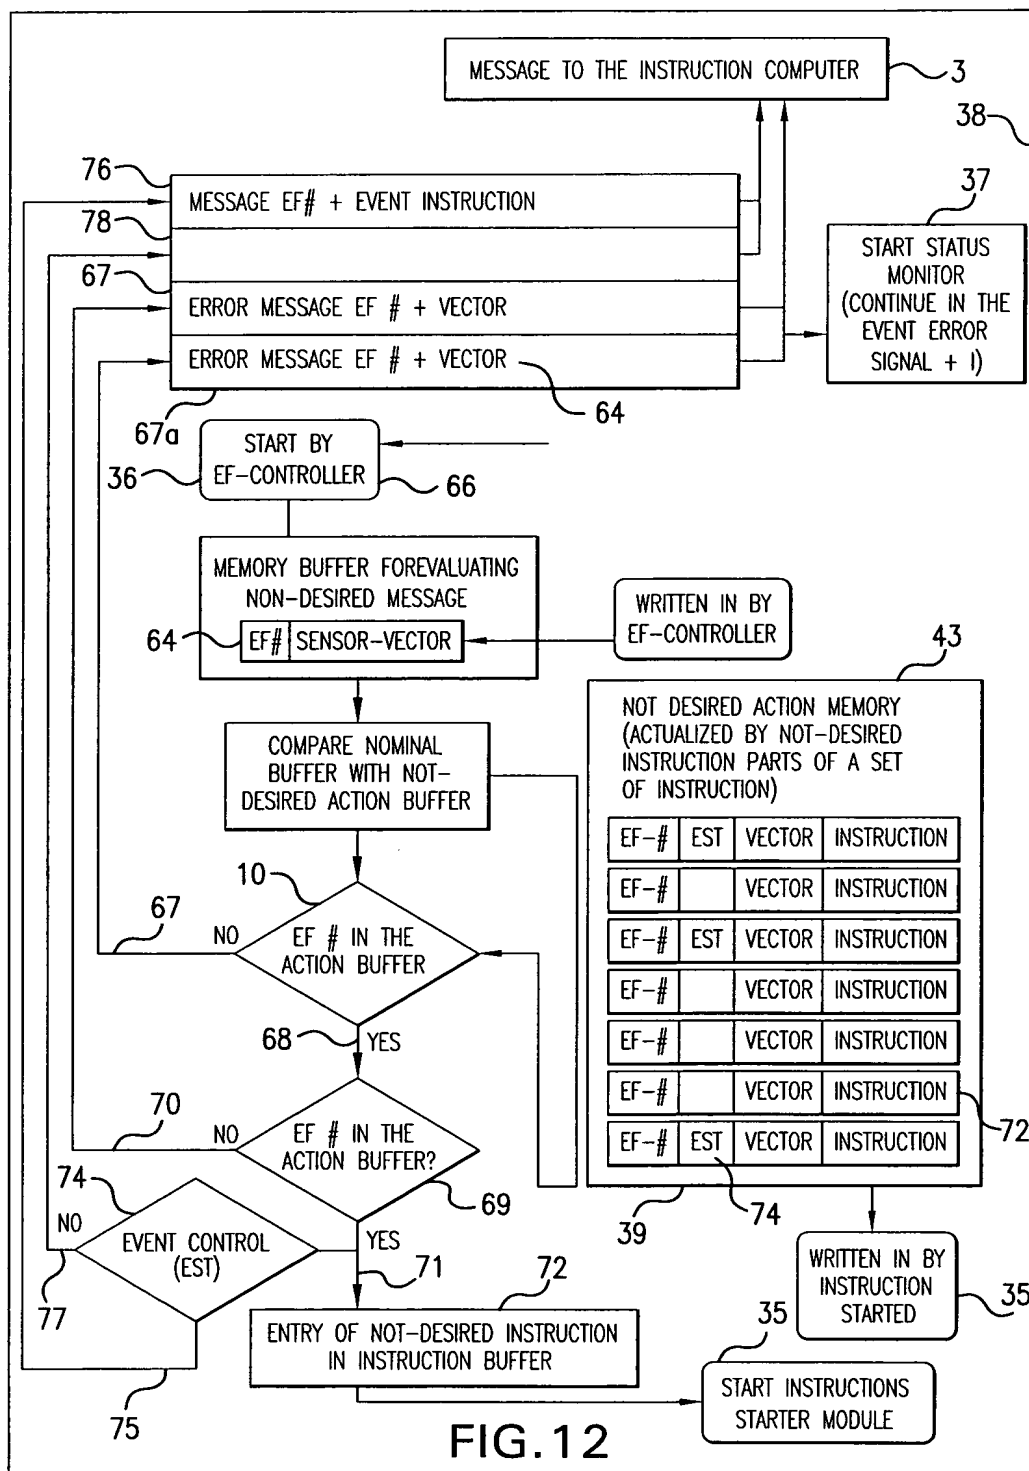 MESSAGE TO THE INSTRUCTION COMPUTER
3
38
76
MESSAGE EF# + EVENT INSTRUCTION
78
67
ERROR MESSAGE EF # + VECTOR
ERROR MESSAGE EF # + VECTOR
64
67a
37
START STATUS
MONITOR
(CONTINUE IN THE
EVENT ERROR
SIGNAL + 1)
START BY
EF-CONTROLLER
36
66
MEMORY BUFFER FOREVALUATING
NON-DESIRED MESSAGE
64
EF# SENSOR-VECTOR
WRITTEN IN BY
EF-CONTROLLER
43
COMPARE NOMINAL
BUFFER WITH NOT-
DESIRED ACTION BUFFER
NOT DESIRED ACTION MEMORY
(ACTUALIZED BY NOT-DESIRED
INSTRUCTION PARTS OF A SET
OF INSTRUCTION)
EF-# EST VECTOR INSTRUCTION
EF-# VECTOR INSTRUCTION
EF-# EST VECTOR INSTRUCTION
EF-# VECTOR INSTRUCTION
EF-# VECTOR INSTRUCTION
EF-# VECTOR INSTRUCTION
72
EF-# EST VECTOR INSTRUCTION
39
74
10
67
NO
EF # IN THE
ACTION BUFFER
68
YES
70
NO
EF # IN THE
ACTION BUFFER?
69
74
NO
EVENT CONTROL
(EST)
YES
71
77
75
72
ENTRY OF NOT-DESIRED INSTRUCTION
IN INSTRUCTION BUFFER
WRITTEN IN BY
INSTRUCTION
STARTED
35
35
START INSTRUCTIONS
STARTER MODULE
FIG.12